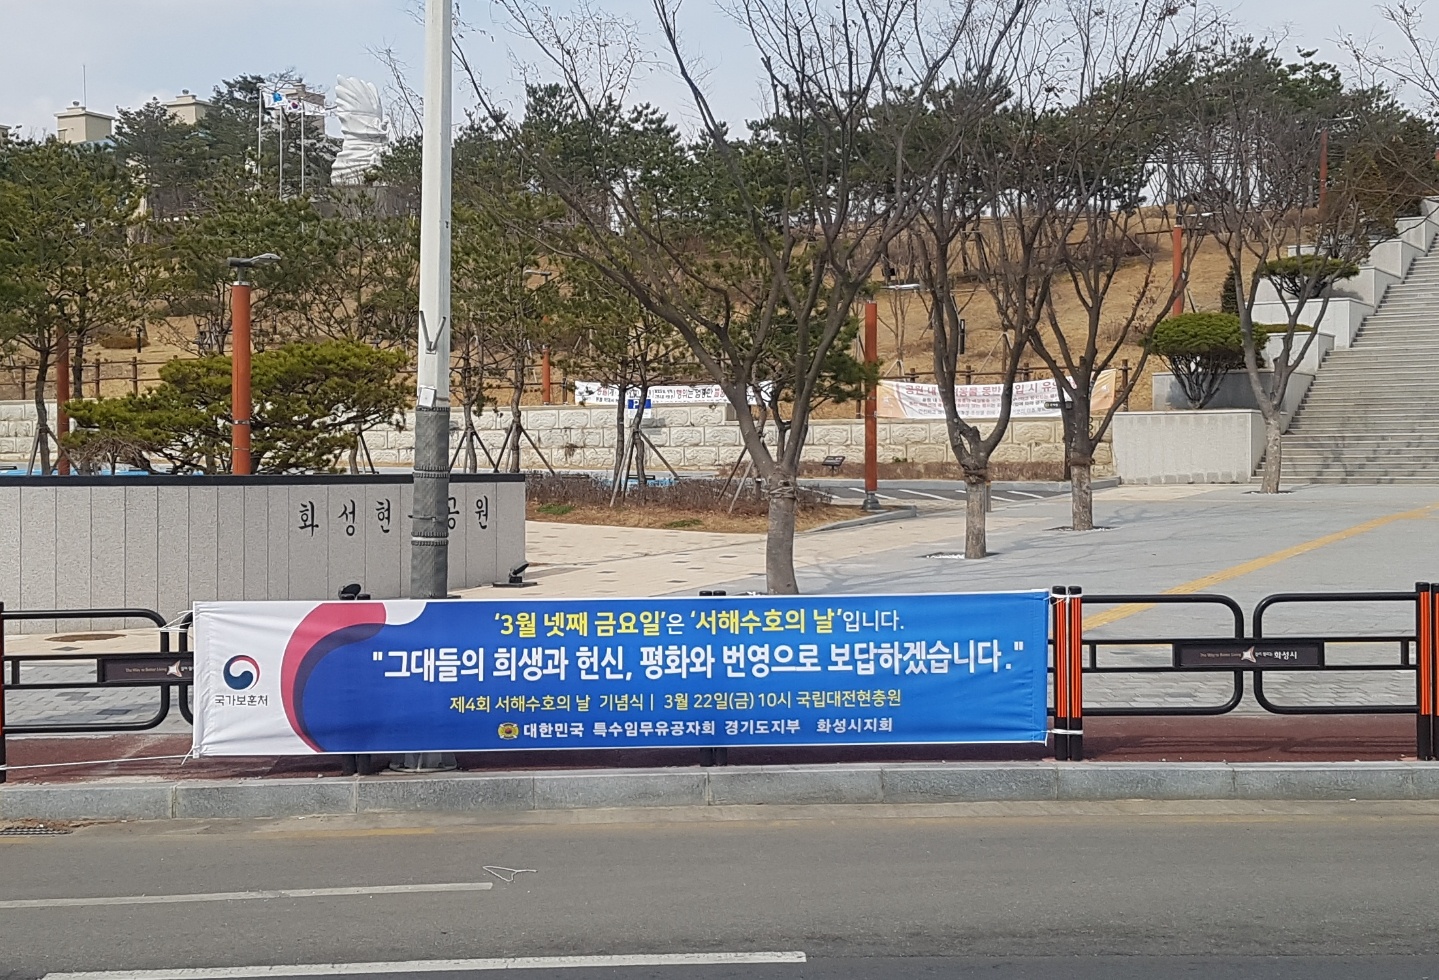 화성현 공원
'3월 넷째 금요일'은 '서해수호의 날'입니다.
"그대들의 희생과 헌신, 평화와 번영으로 보답하겠습니다."
제4회 서해수호의 날 기념식 | 3월 22일(금) 10시 국립대전현충원
대한민국 특수임무유공자회 경기도지부 화성시지회
국가보훈처
화성시